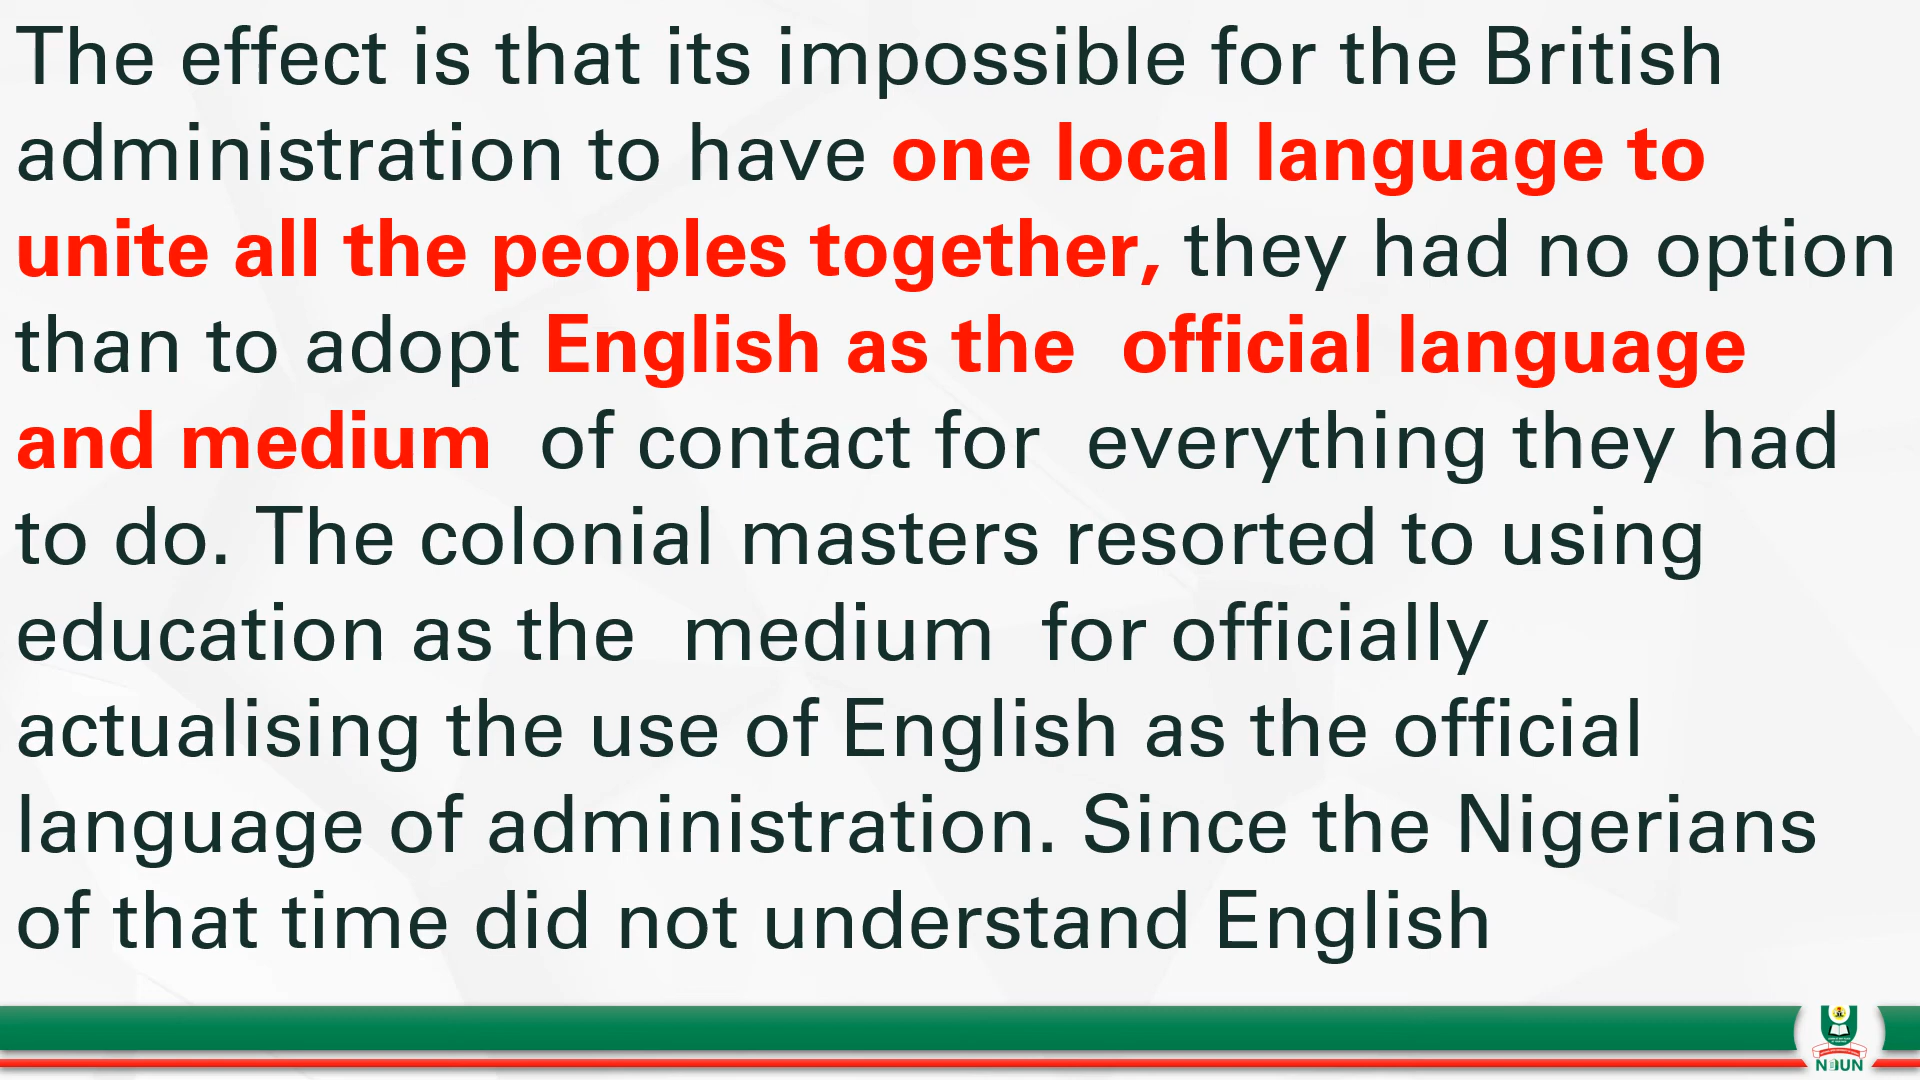 The effect is that its impossible for the British
administration to have one local language to
unite all the peoples together, they had no option
than to adopt English as the  official language
and medium  of contact for  everything they had
to do. The colonial masters resorted to using
education as the  medium  for officially
actualising the use of English as the official
language of administration. Since the Nigerians
of that time did not understand English
NOUN